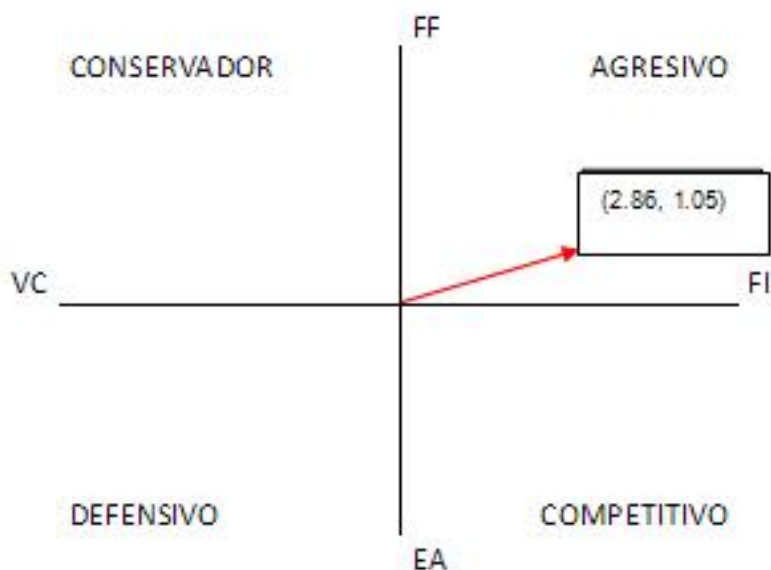 FF
CONSERVADOR
AGRESIVO
(2.86, 1.05)
VC
FI
DEFENSIVO
COMPETITIVO
EA